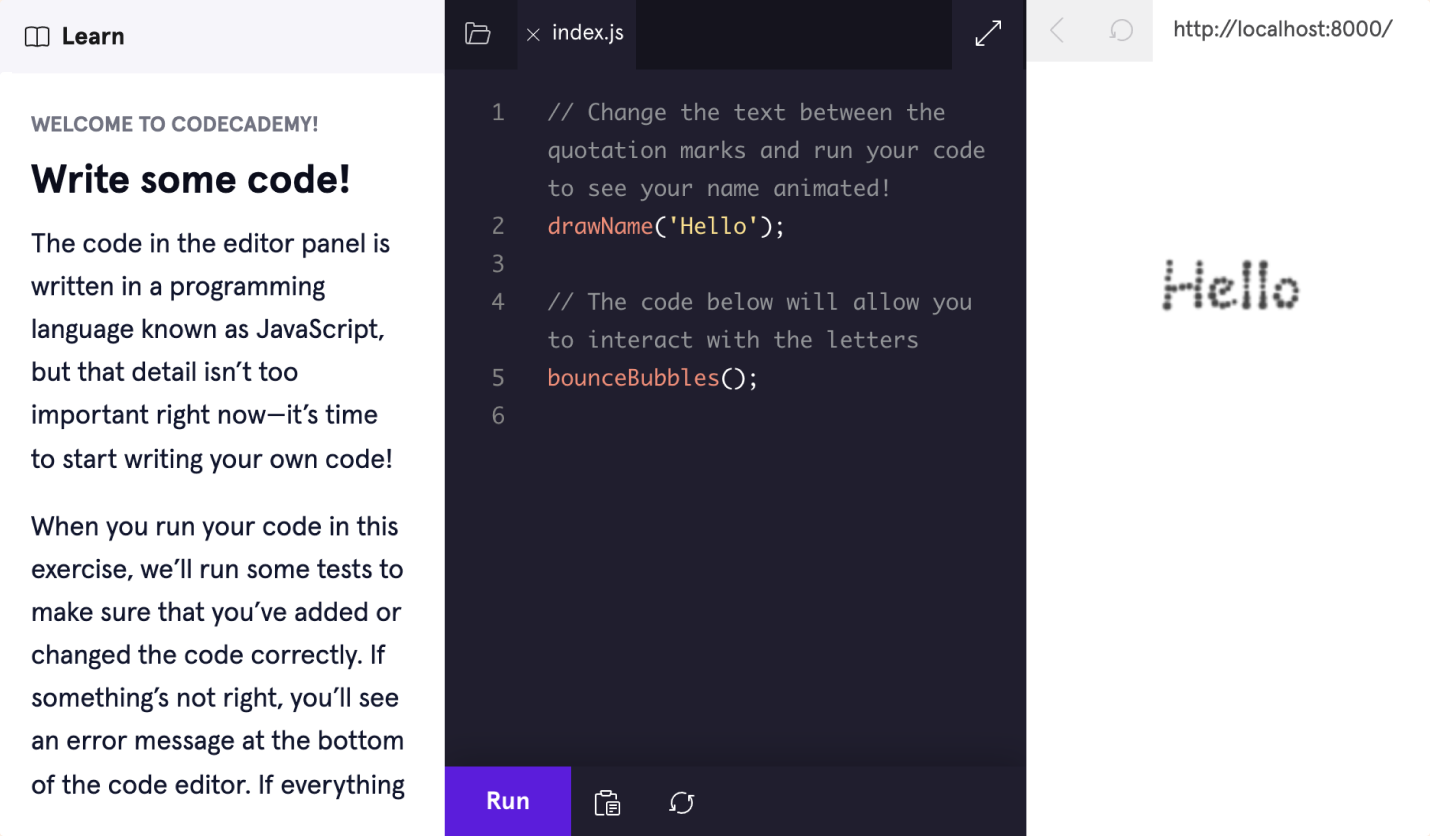 Learn
WELCOME TO CODECADEMY!
Write some code!
The code in the editor panel is
written in a programming
language known as JavaScript,
but that detail isn’t too
important right now—it’s time
to start writing your own code!
When you run your code in this
exercise, we’ll run some tests to
make sure that you’ve added or
changed the code correctly. If
something’s not right, you’ll see
an error message at the bottom
of the code editor. If everything
index.js
1 // Change the text between the
quotation marks and run your code
to see your name animated!
2 drawName('Hello');
3
4 // The code below will allow you
to interact with the letters
5 bounceBubbles();
6
Run
http://localhost:8000/
Hello